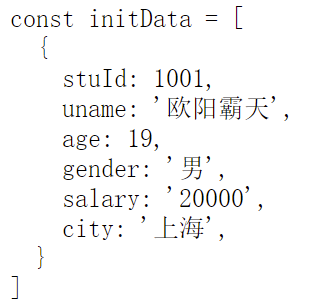 const initData = [
  {
    stuId: 1001,
    uname: '欧阳霸天',
    age: 19,
    gender: '男',
    salary: '20000',
    city: '上海',
  }
]